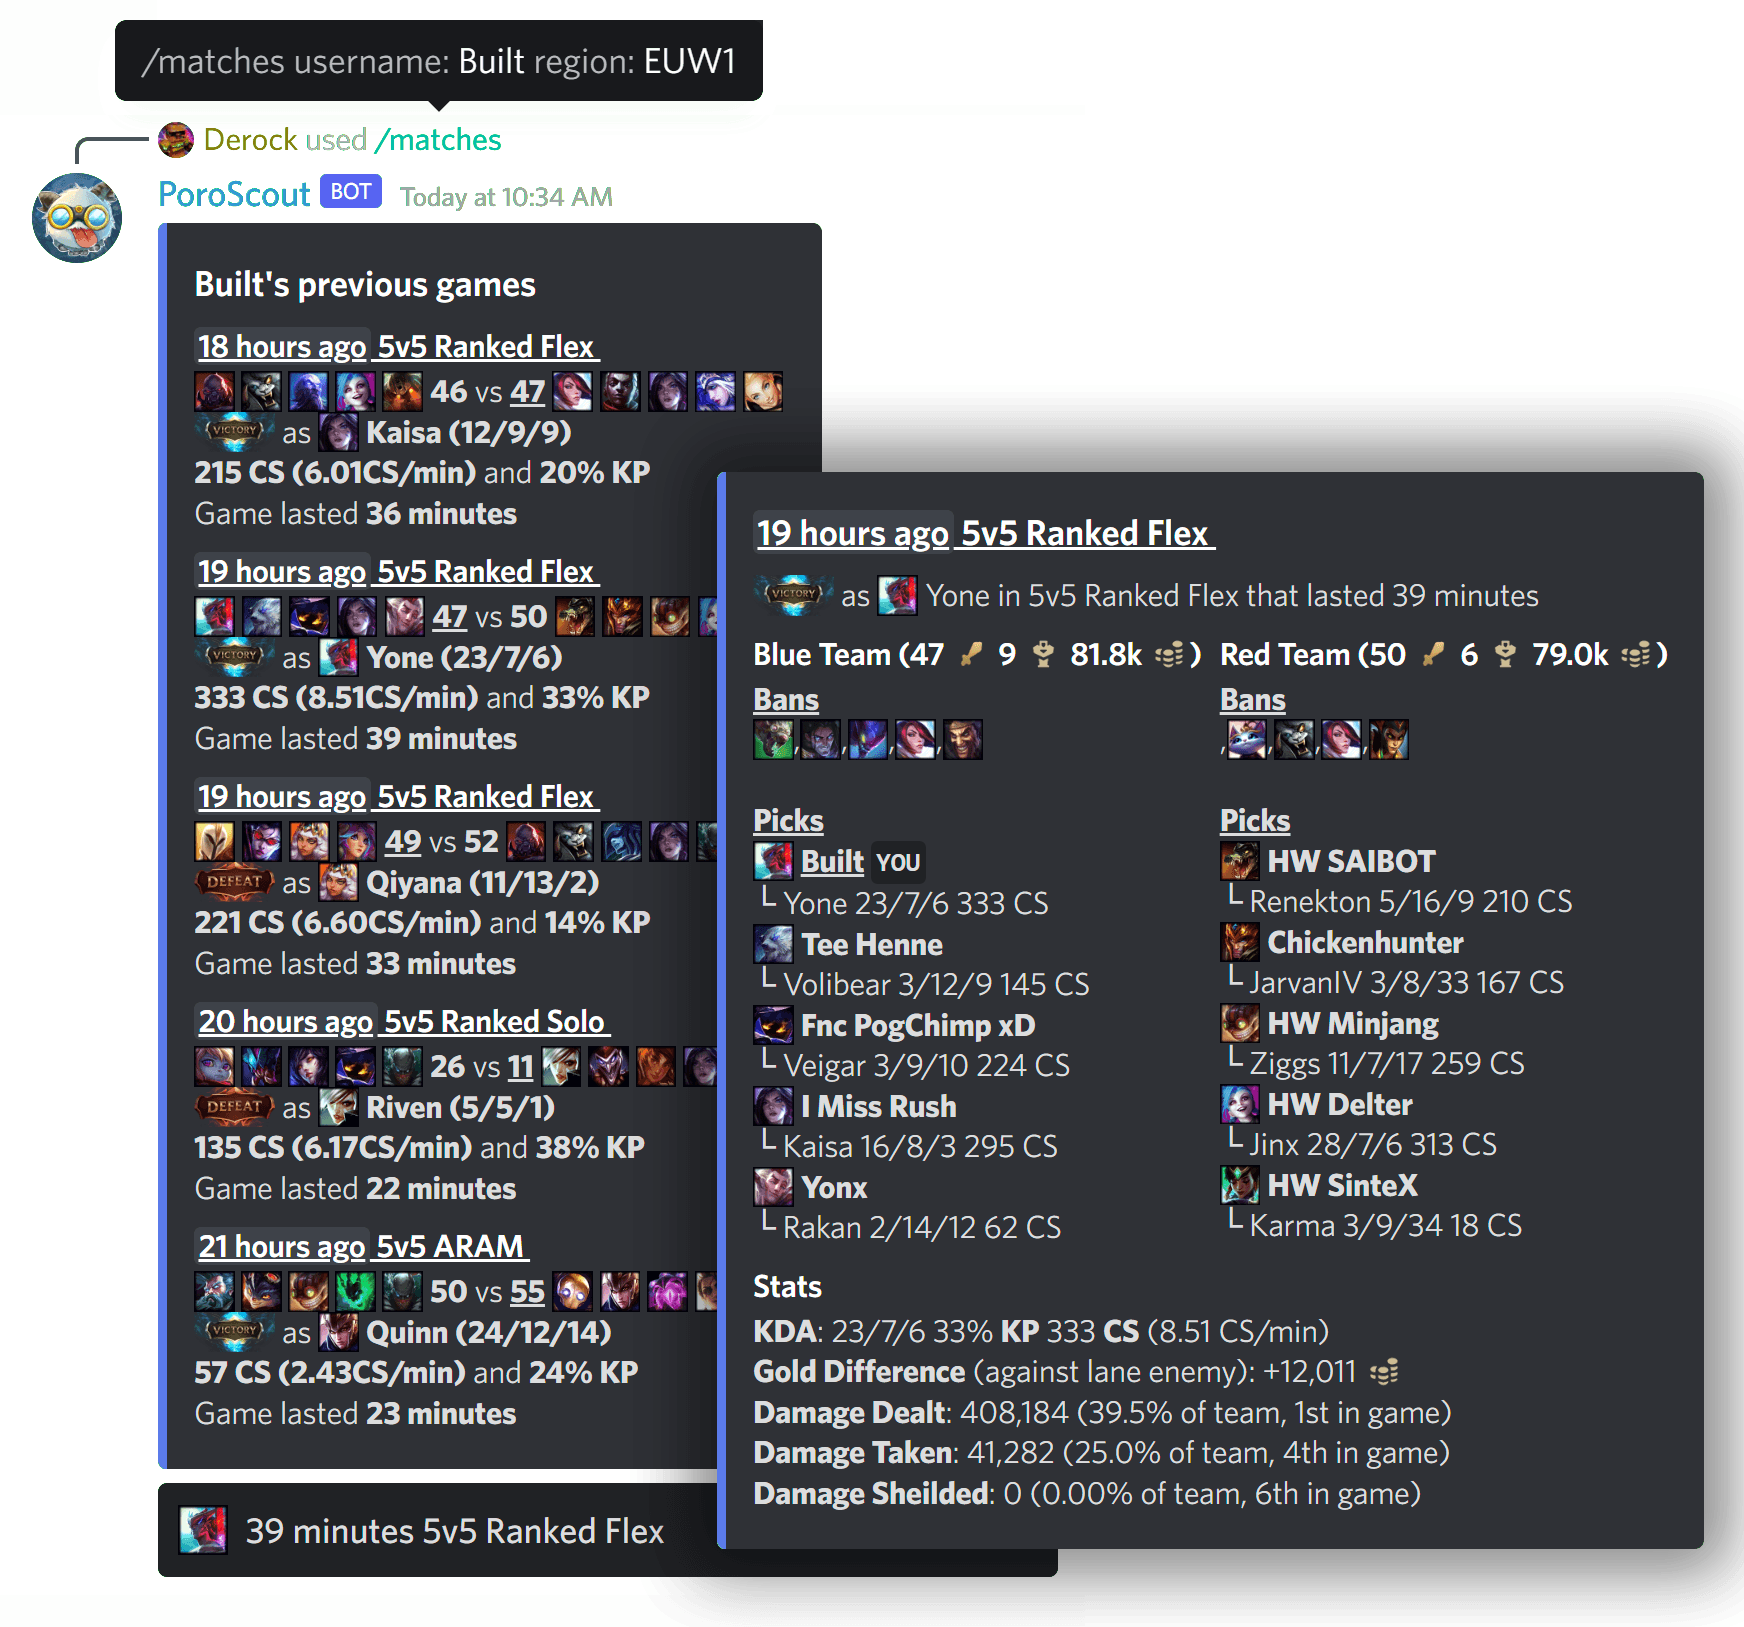 /matches username: Built region: EUW1
Derock used /matches
PoroScout BOT Today at 10:34 AM
Built's previous games
18 hours ago 5v5 Ranked Flex
46 vs 47
VICTORY as Kaisa (12/9/9)
215 CS (6.01CS/min) and 20% KP
Game lasted 36 minutes
19 hours ago 5v5 Ranked Flex
47 vs 50
VICTORY as Yone (23/7/6)
333 CS (8.51CS/min) and 33% KP
Game lasted 39 minutes
19 hours ago 5v5 Ranked Flex
49 vs 52
DEFEAT as Qiyana (11/13/2)
221 CS (6.60CS/min) and 14% KP
Game lasted 33 minutes
20 hours ago 5v5 Ranked Solo
26 vs 11
DEFEAT as Riven (5/5/1)
135 CS (6.17CS/min) and 38% KP
Game lasted 22 minutes
21 hours ago 5v5 ARAM
50 vs 55
VICTORY as Quinn (24/12/14)
57 CS (2.43CS/min) and 24% KP
Game lasted 23 minutes
39 minutes 5v5 Ranked Flex
19 hours ago 5v5 Ranked Flex
VICTORY as Yone in 5v5 Ranked Flex that lasted 39 minutes
Blue Team (47 9 81.8k )
Bans
, , , ,
Picks
Built YOU
└ Yone 23/7/6 333 CS
Tee Henne
└ Volibear 3/12/9 145 CS
Fnc PogChimp xD
└ Veigar 3/9/10 224 CS
I Miss Rush
└ Kaisa 16/8/3 295 CS
Yonx
└ Rakan 2/14/12 62 CS
Red Team (50 6 79.0k )
Bans
, , , ,
Picks
HW SAIBOT
└ Renekton 5/16/9 210 CS
Chickenhunter
└ JarvanIV 3/8/33 167 CS
HW Minjang
└ Ziggs 11/7/17 259 CS
HW Delter
└ Jinx 28/7/6 313 CS
HW SinteX
└ Karma 3/9/34 18 CS
Stats
KDA: 23/7/6 33% KP 333 CS (8.51 CS/min)
Gold Difference (against lane enemy): +12,011
Damage Dealt: 408,184 (39.5% of team, 1st in game)
Damage Taken: 41,282 (25.0% of team, 4th in game)
Damage Sheilded: 0 (0.00% of team, 6th in game)